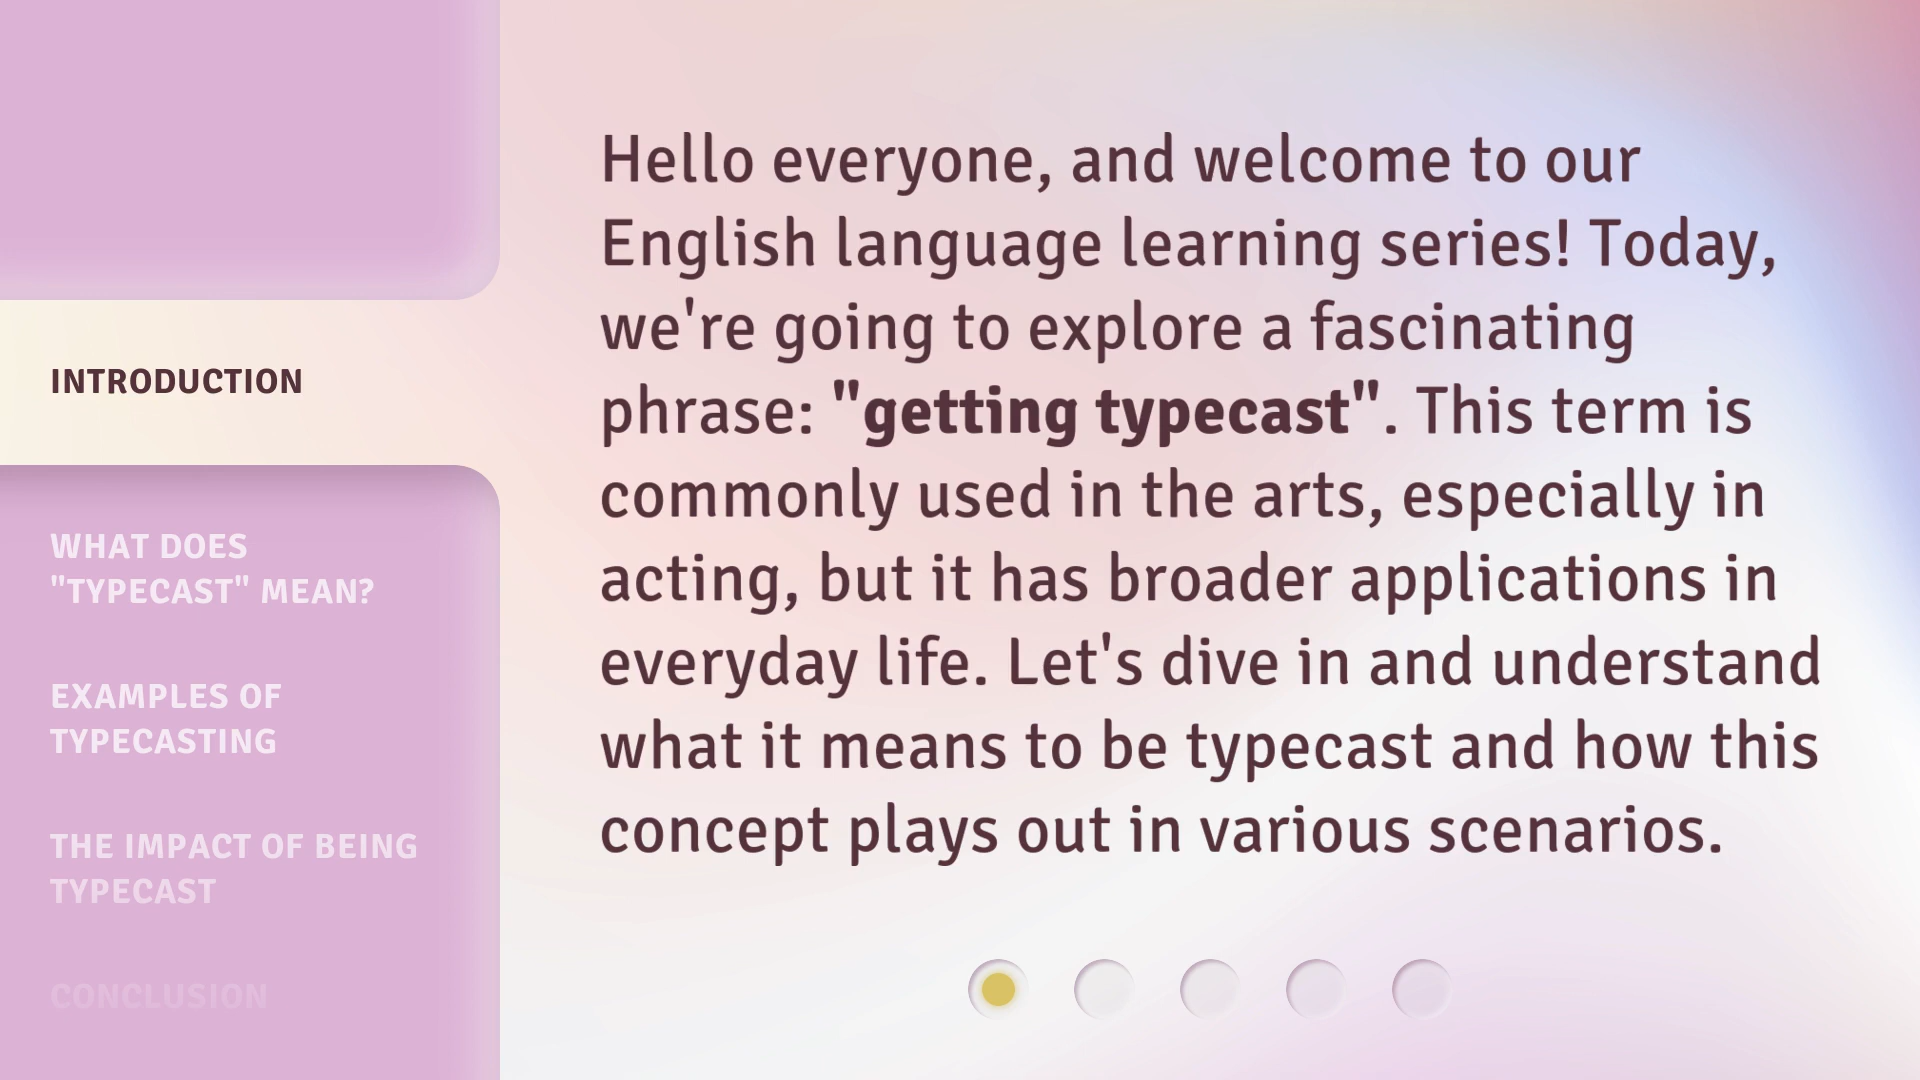 INTRODUCTION
WHAT DOES
"TYPECAST" MEAN?
EXAMPLES OF
TYPECASTING
THE IMPACT OF BEING
TYPECAST
CONCLUSION
Hello everyone, and welcome to our
English language learning series! Today,
we're going to explore a fascinating
phrase: "getting typecast". This term is
commonly used in the arts, especially in
acting, but it has broader applications in
everyday life. Let's dive in and understand
what it means to be typecast and how this
concept plays out in various scenarios.